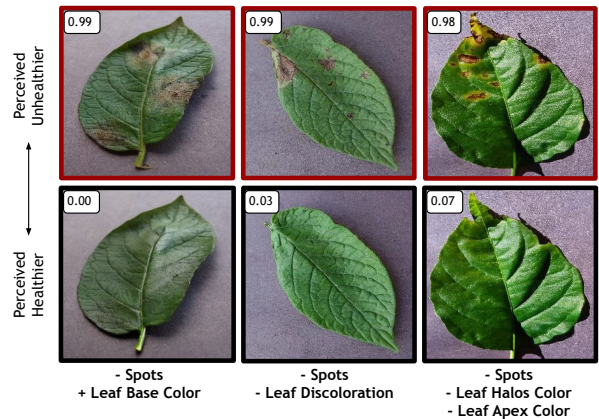 0.99
0.99
0.98
Perceived
Unhealthier
0.00
0.03
0.07
Perceived
Healthier
- Spots
+ Leaf Base Color
- Spots
- Leaf Discoloration
- Spots
- Leaf Halos Color
- Leaf Apex Color